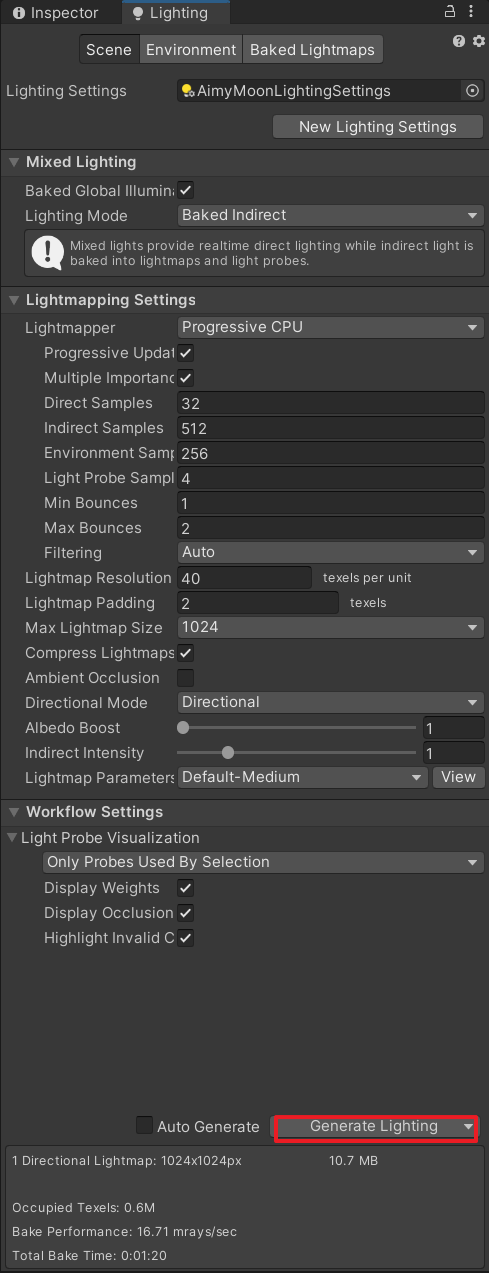 Inspector Lighting
Scene Environment Baked Lightmaps
Lighting Settings AimyMoonLightingSettings
New Lighting Settings
Mixed Lighting
Baked Global Illumina
Lighting Mode Baked Indirect
Mixed lights provide realtime direct lighting while indirect light is
baked into lightmaps and light probes.
Lightmapping Settings
Lightmapper Progressive CPU
Progressive Updat
Multiple Importanc
Direct Samples 32
Indirect Samples 512
Environment Samp 256
Light Probe Sampl 4
Min Bounces 1
Max Bounces 2
Filtering Auto
Lightmap Resolution 40 texels per unit
Lightmap Padding 2 texels
Max Lightmap Size 1024
Compress Lightmaps
Ambient Occlusion
Directional Mode Directional
Albedo Boost 1
Indirect Intensity 1
Lightmap Parameters Default-Medium View
Workflow Settings
Light Probe Visualization
Only Probes Used By Selection
Display Weights
Display Occlusion
Highlight Invalid C
Auto Generate Generate Lighting
1 Directional Lightmap: 1024x1024px 10.7 MB
Occupied Texels: 0.6M
Bake Performance: 16.71 mrays/sec
Total Bake Time: 0:01:20